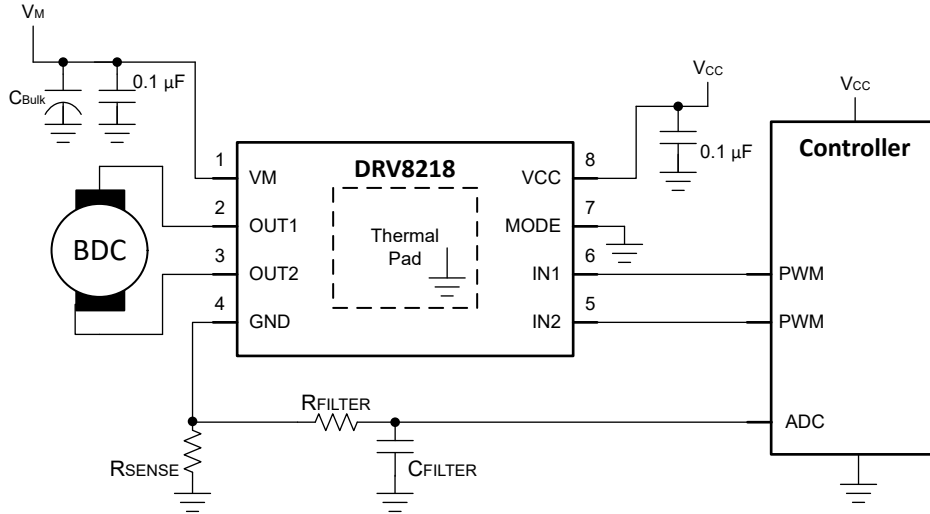 VM
CBulk
0.1 µF
VCC
0.1 µF
VCC
Controller
DRV8218
1
VM
8
VCC
2
OUT1
7
MODE
Thermal
Pad
BDC
3
OUT2
6
IN1
PWM
4
GND
5
IN2
PWM
RFILTER
ADC
RSENSE
CFILTER